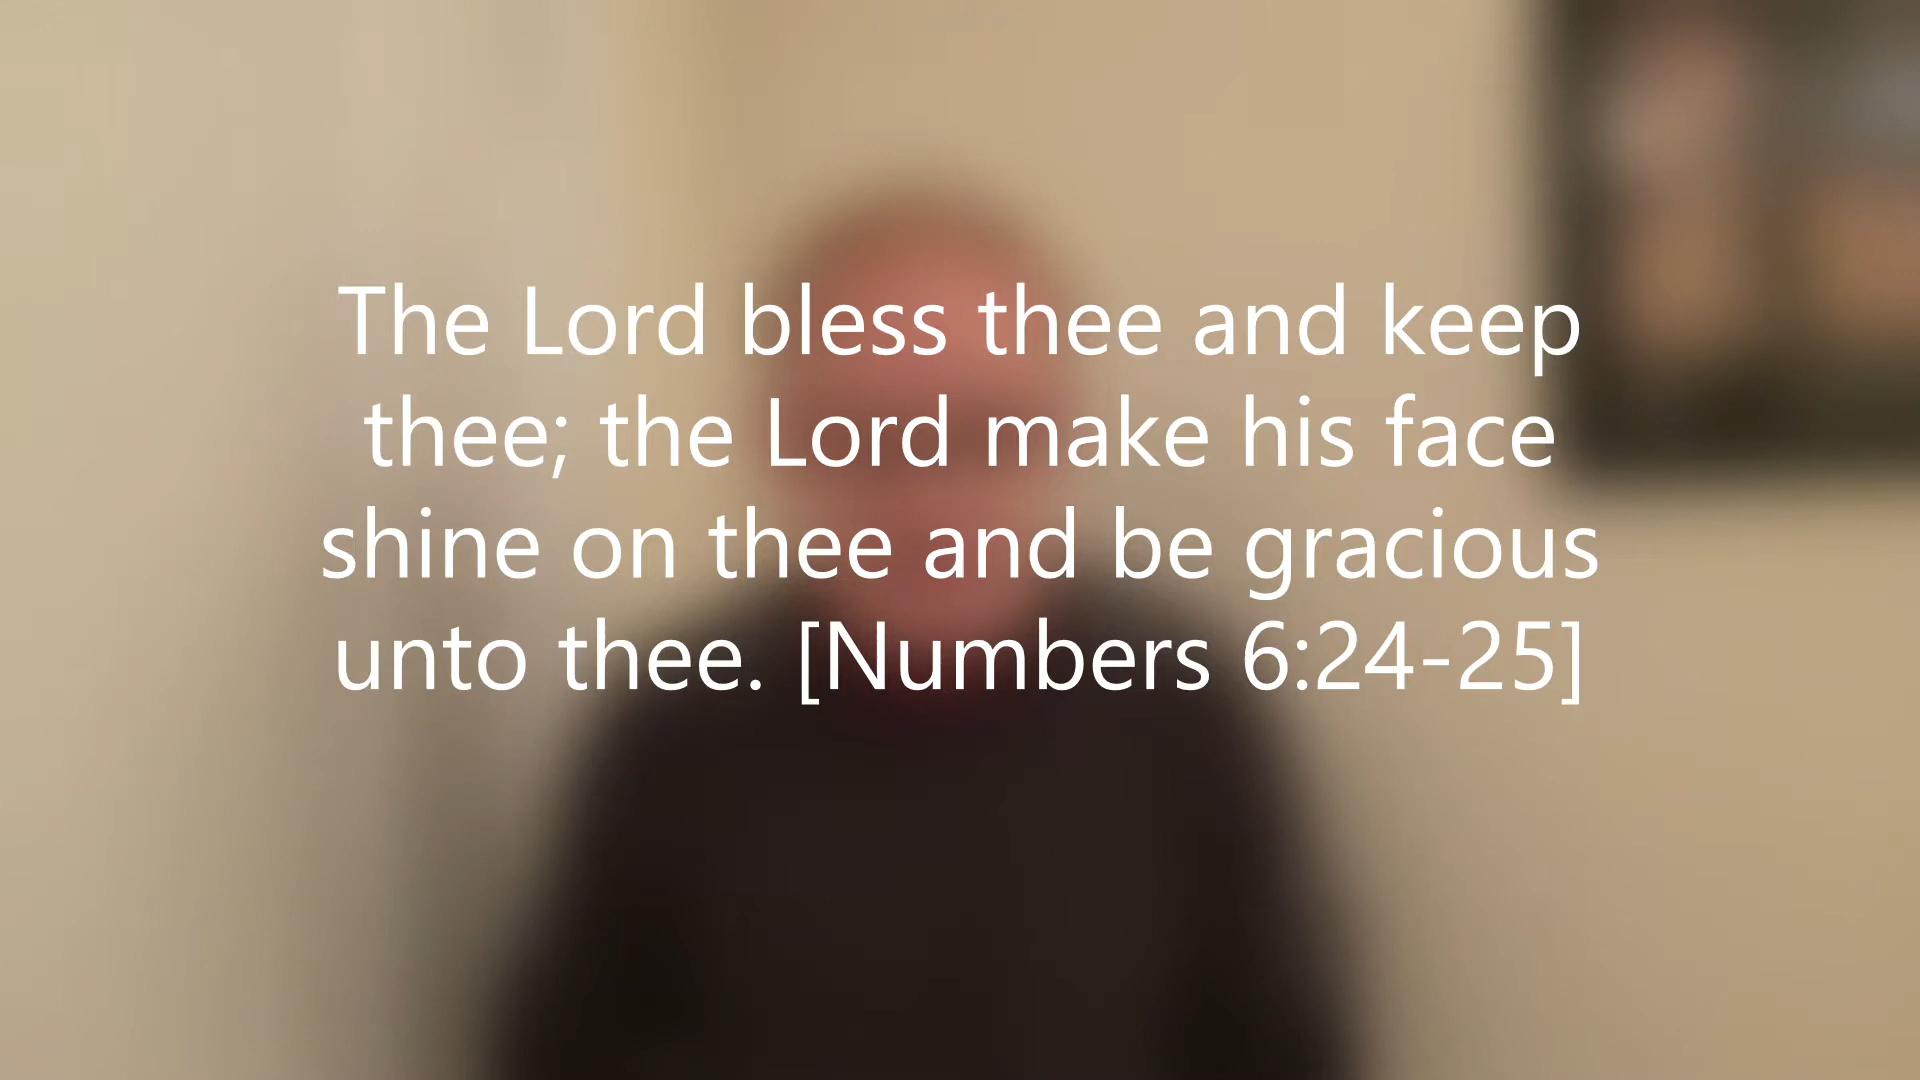 The Lord bless thee and keep
thee; the Lord make his face
shine on thee and be gracious
unto thee. [Numbers 6:24-25]